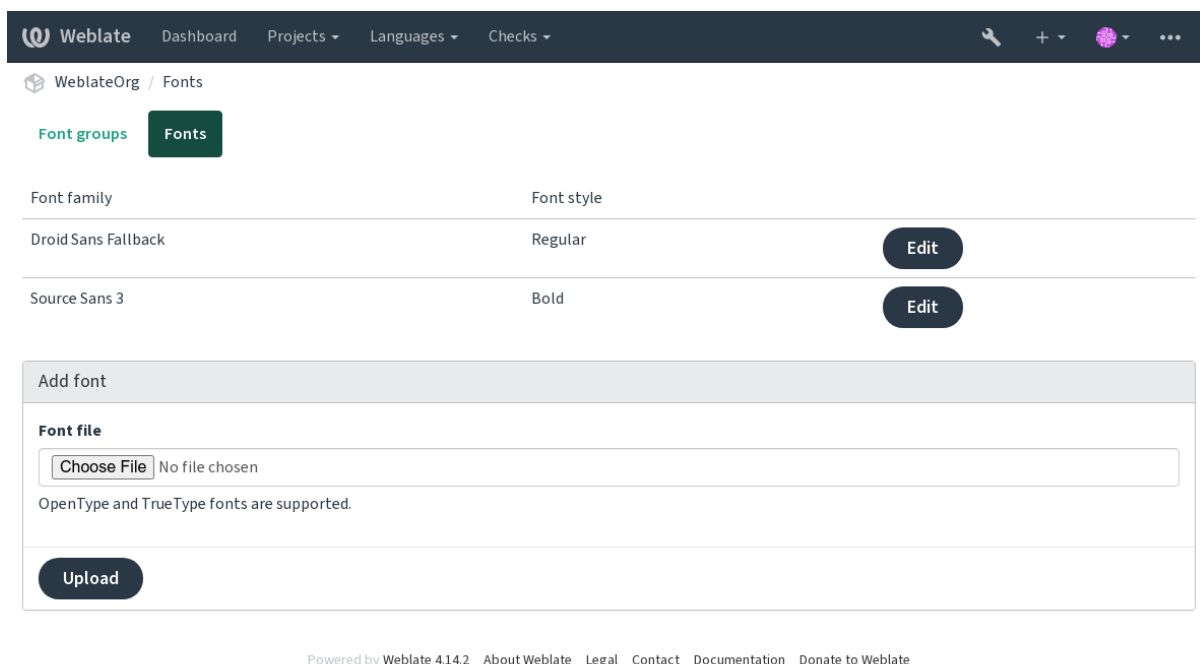 Weblate Dashboard Projects Languages Checks
WeblateOrg / Fonts
Font groups Fonts
Font family Font style
Droid Sans Fallback Regular Edit
Source Sans 3 Bold Edit
Add font
Font file
Choose File No file chosen
OpenType and TrueType fonts are supported.
Upload
Powered by Weblate 4.14.2 About Weblate Legal Contact Documentation Donate to Weblate